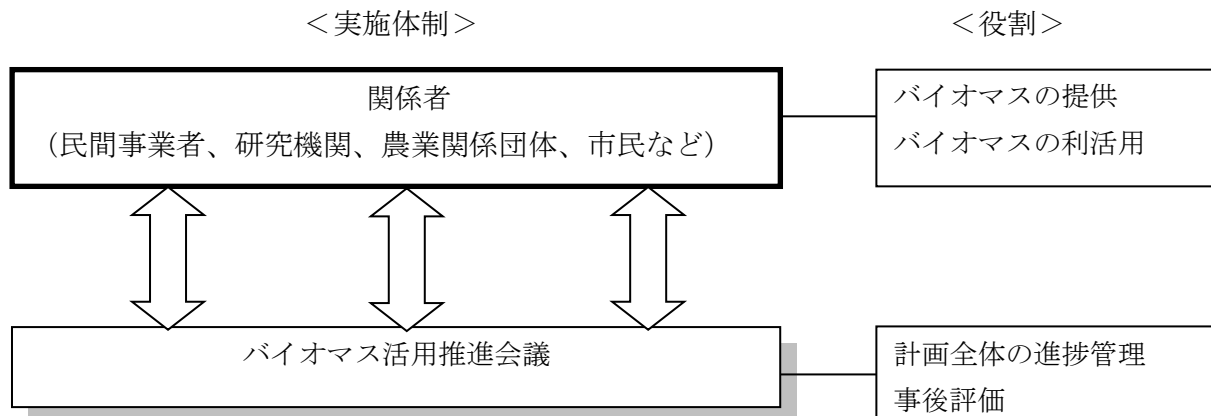 ＜実施体制＞
＜役割＞
関係者
（民間事業者、研究機関、農業関係団体、市民など）
バイオマスの提供
バイオマスの利活用
バイオマス活用推進会議
計画全体の進捗管理
事後評価